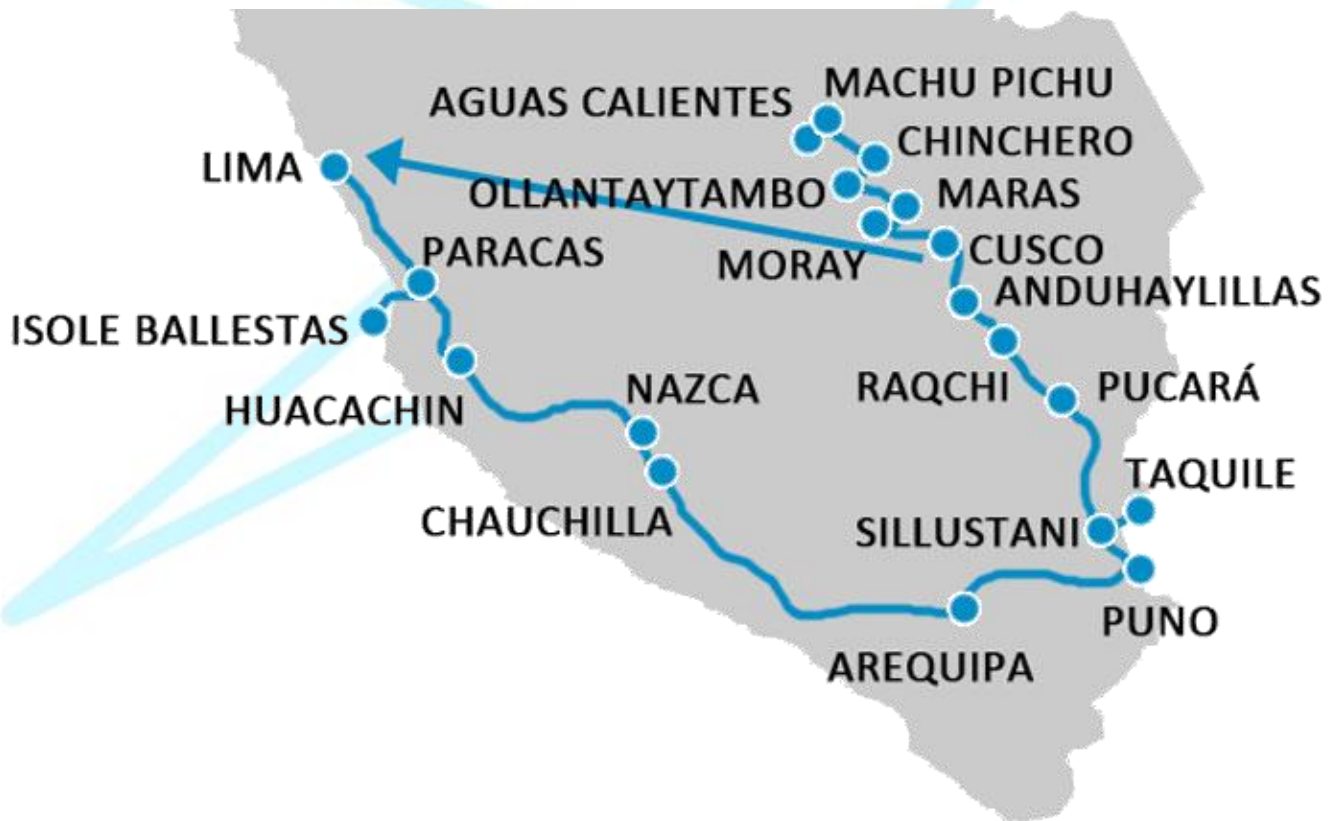 MACHU PICHU
AGUAS CALIENTES
CHINCHERO
LIMA
OLLANTAYTAMBO
MARAS
PARACAS
MORAY
CUSCO
ANDUHAYLILLAS
ISOLE BALLESTAS
HUACACHIN
NAZCA
RAQCHI
PUCARÁ
TAQUILE
CHAUCHILLA
SILLUSTANI
PUNO
AREQUIPA